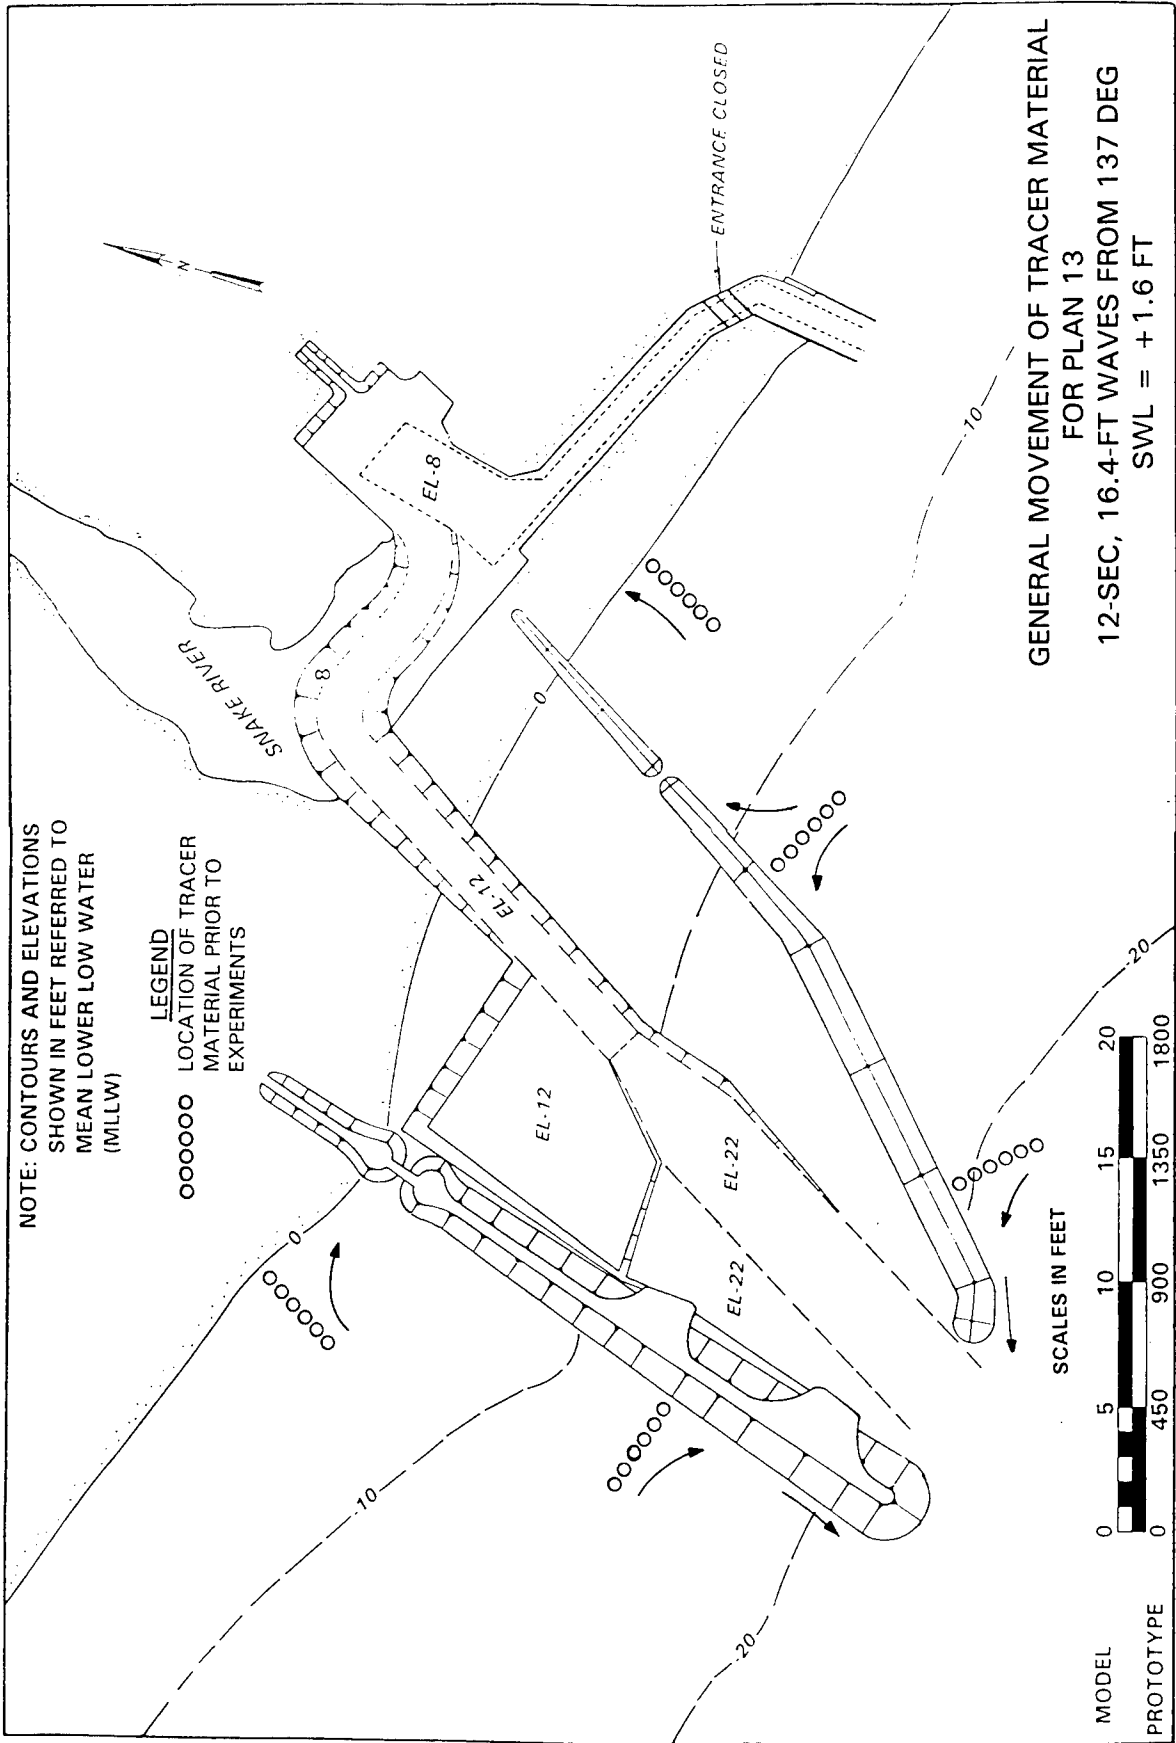 NOTE: CONTOURS AND ELEVATIONS
SHOWN IN FEET REFERRED TO
MEAN LOWER LOW WATER
(MLLW)
LEGEND
LOCATION OF TRACER
MATERIAL PRIOR TO
EXPERIMENTS
SNAKE RIVER
N
ENTRANCE CLOSED
8
EL-8
0
0
EL-12
EL-12
EL-22
EL-22
-10
-10
-20
-20
SCALES IN FEET
MODEL 0 5 10 15 20
PROTOTYPE 0 450 900 1350 1800
GENERAL MOVEMENT OF TRACER MATERIAL
FOR PLAN 13
12-SEC, 16.4-FT WAVES FROM 137 DEG
SWL = +1.6 FT